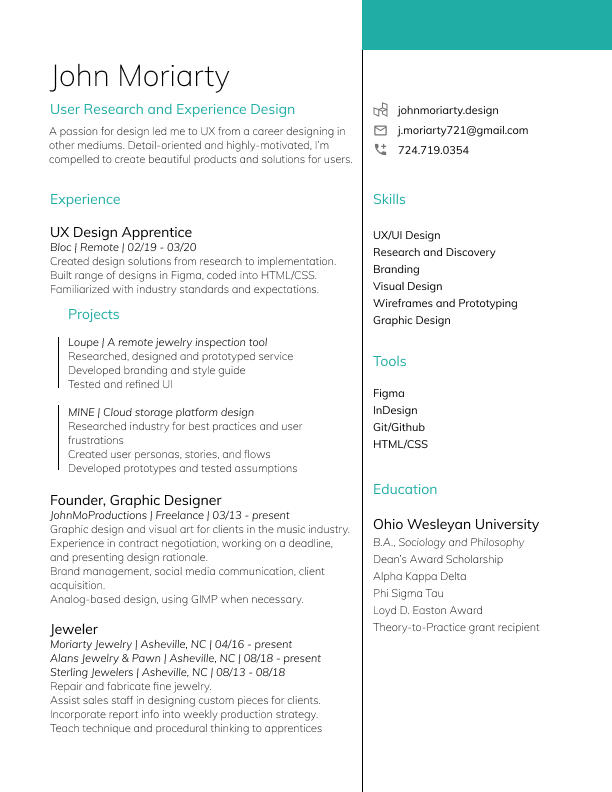 John Moriarty
User Research and Experience Design
A passion for design led me to UX from a career designing in
other mediums. Detail-oriented and highly-motivated, I'm
compelled to create beautiful products and solutions for users.
Experience
UX Design Apprentice
Bloc | Remote | 02/19 - 03/20
Created design solutions from research to implementation.
Built range of designs in Figma, coded into HTML/CSS.
Familiarized with industry standards and expectations.
Projects
Loupe | A remote jewelry inspection tool
Researched, designed and prototyped service
Developed branding and style guide
Tested and refined UI
MINE | Cloud storage platform design
Researched industry for best practices and user
frustrations
Created user personas, stories, and flows
Developed prototypes and tested assumptions
Founder, Graphic Designer
JohnMoProductions | Freelance | 03/13 - present
Graphic design and visual art for clients in the music industry.
Experience in contract negotiation, working on a deadline,
and presenting design rationale.
Brand management, social media communication, client
acquisition.
Analog-based design, using GIMP when necessary.
Jeweler
Moriarty Jewelry | Asheville, NC | 04/16 - present
Alans Jewelry & Pawn | Asheville, NC | 08/18 - present
Sterling Jewelers | Asheville, NC | 08/13 - 08/18
Repair and fabricate fine jewelry.
Assist sales staff in designing custom pieces for clients.
Incorporate report info into weekly production strategy.
Teach technique and procedural thinking to apprentices
johnmoriarty.design
j.moriarty721@gmail.com
724.719.0354
Skills
UX/UI Design
Research and Discovery
Branding
Visual Design
Wireframes and Prototyping
Graphic Design
Tools
Figma
InDesign
Git/Github
HTML/CSS
Education
Ohio Wesleyan University
B.A., Sociology and Philosophy
Dean's Award Scholarship
Alpha Kappa Delta
Phi Sigma Tau
Loyd D. Easton Award
Theory-to-Practice grant recipient